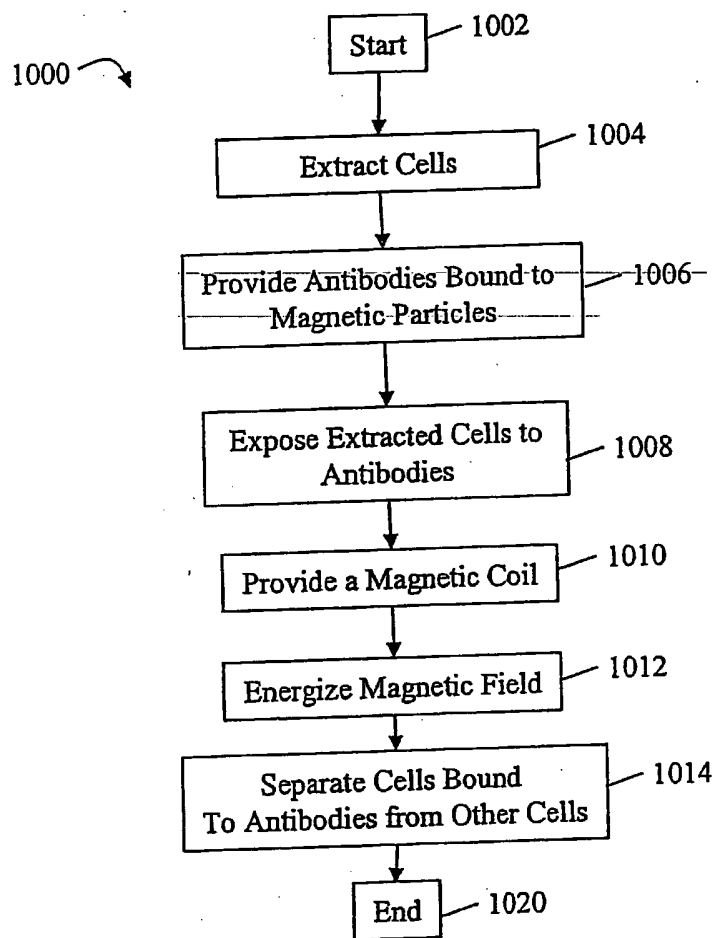 Start
1002
1000
Extract Cells
1004
Provide Antibodies Bound to
Magnetic Particles
1006
Expose Extracted Cells to
Antibodies
1008
Provide a Magnetic Coil
1010
Energize Magnetic Field
1012
Separate Cells Bound
To Antibodies from Other Cells
1014
End
1020